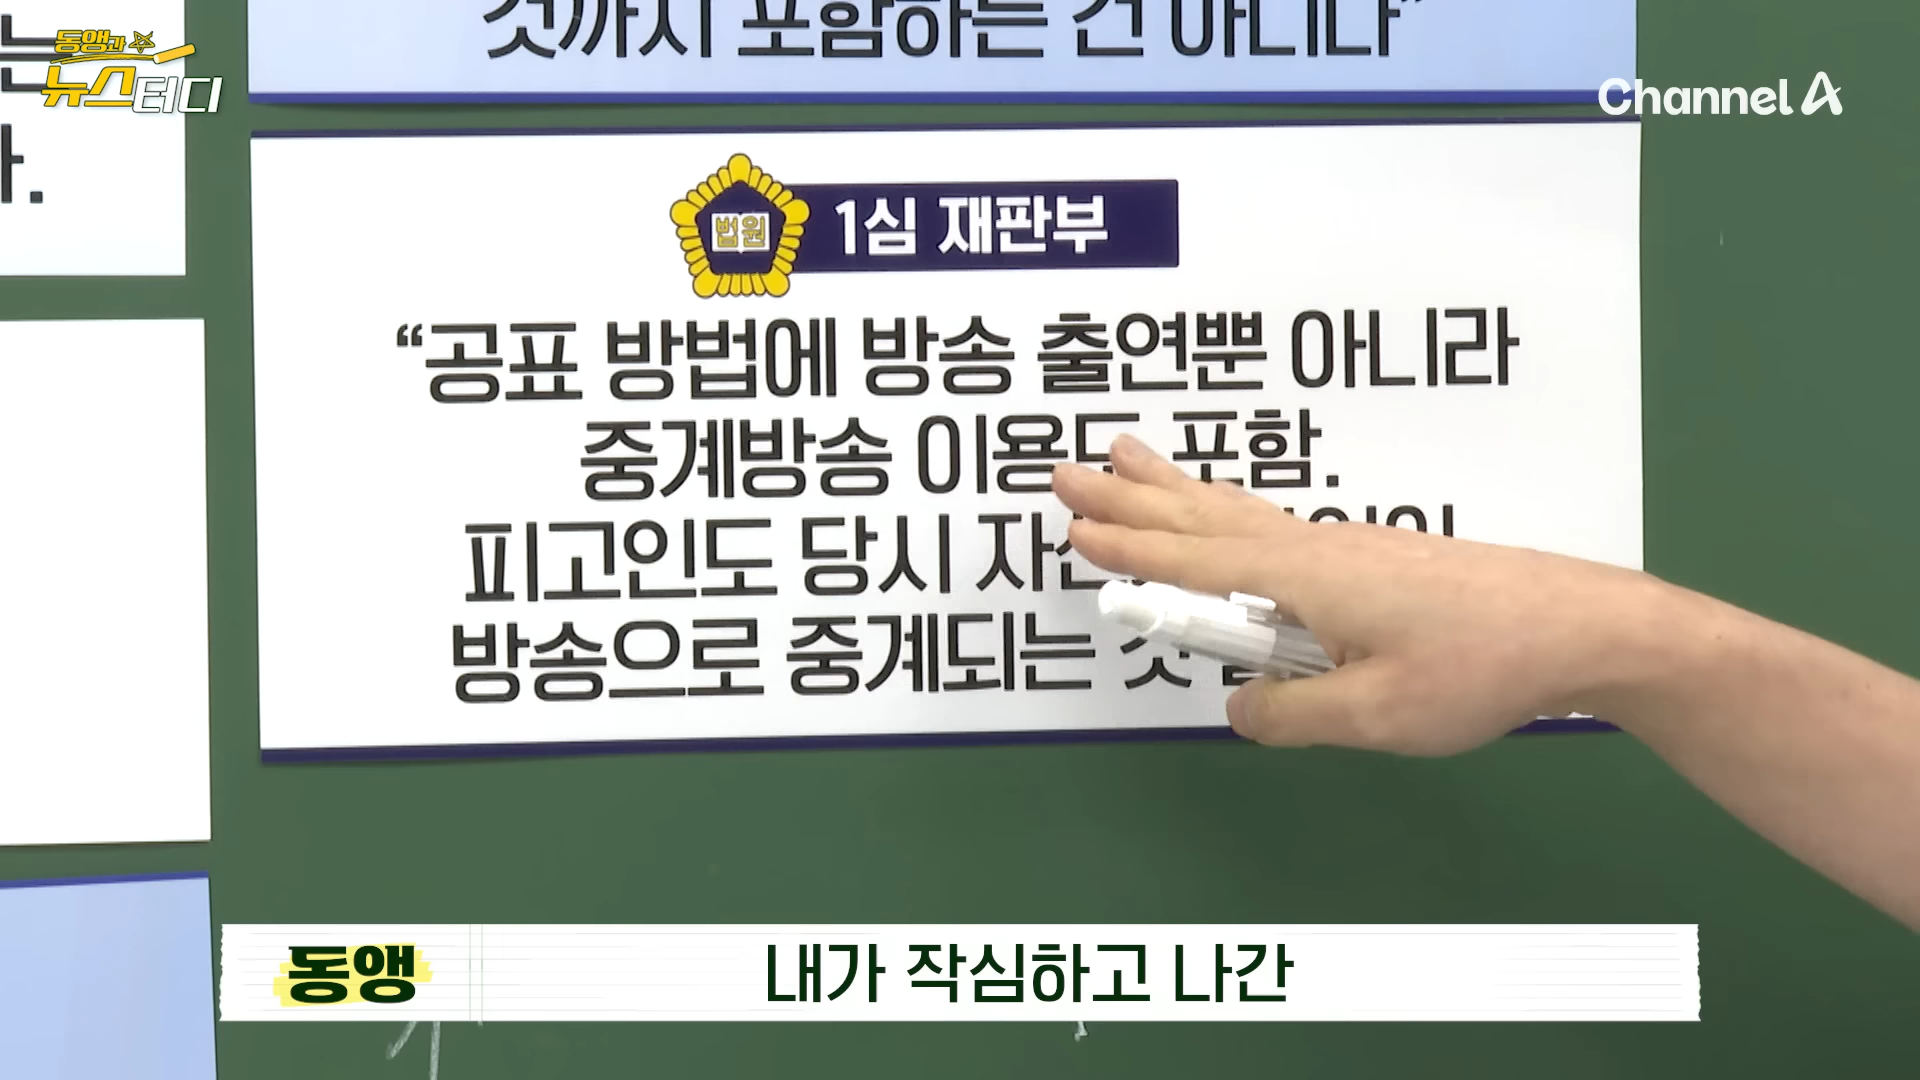 것까지 포함하는 건 아니다”
동앵과
뉴스터디
Channel A
는
다.
법원
1심 재판부
“공표 방법에 방송 출연뿐 아니라
중계방송 이용도 포함.
피고인도 당시
방송으로 중계되는 것
동앵
내가 작심하고 나간